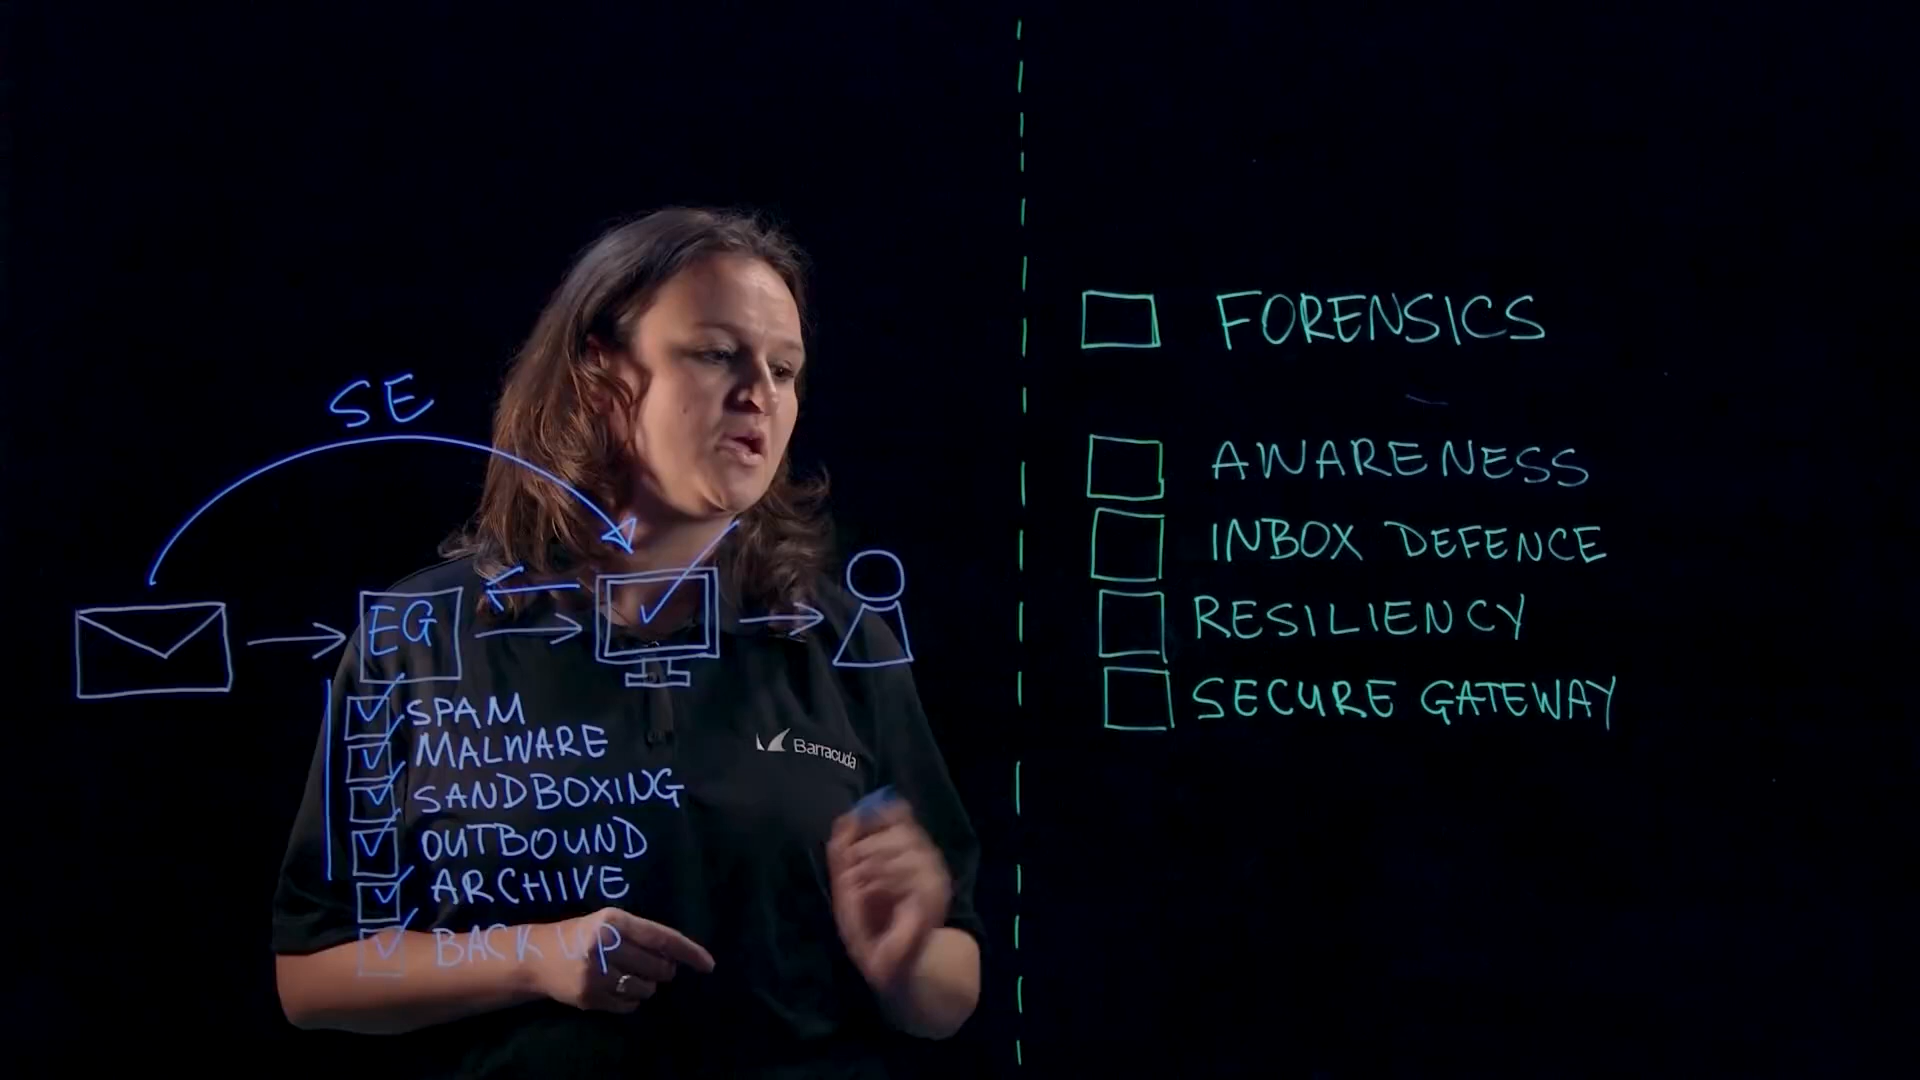 SE
EG
SPAM
MALWARE
SANDBOXING
OUTBOUND
ARCHIVE
BACK UP
Barracuda
FORENSICS
AWARENESS
INBOX DEFENCE
RESILIENCY
SECURE GATEWAY